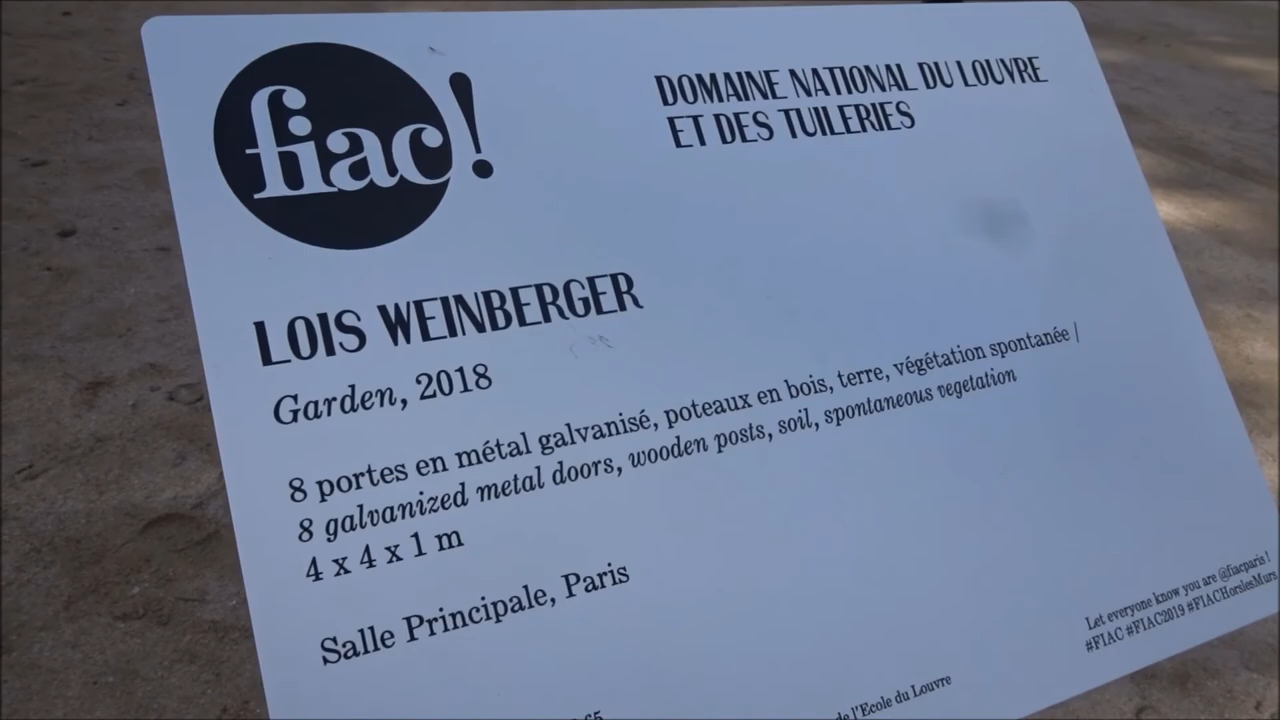 fiac!
DOMAINE NATIONAL DU LOUVRE
ET DES TUILERIES
LOIS WEINBERGER
Garden, 2018
8 portes en métal galvanisé, poteaux en bois, terre, végétation spontanée |
8 galvanized metal doors, wooden posts, soil, spontaneous vegetation
4 x 4 x 1 m
Salle Principale, Paris
Let everyone know you are @fiacparis !
#FIAC #FIAC2019 #FIACHorslesMurs
de l'Ecole du Louvre